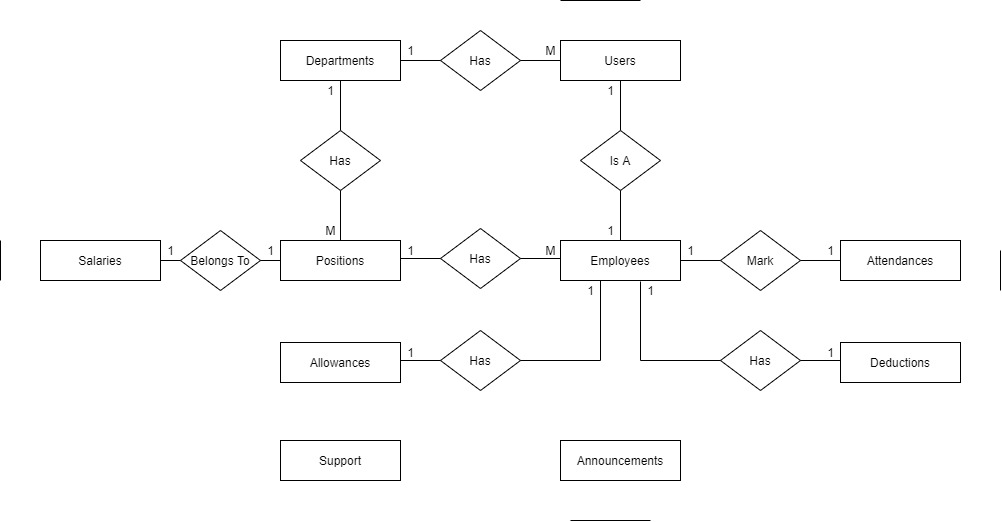 Departments 1 Has M Users
1 1
Has Is A
M 1
Salaries 1 Belongs To 1 Positions 1 Has M Employees 1 Mark 1 Attendances
1 1
Allowances 1 Has Has 1 Deductions
Support Announcements